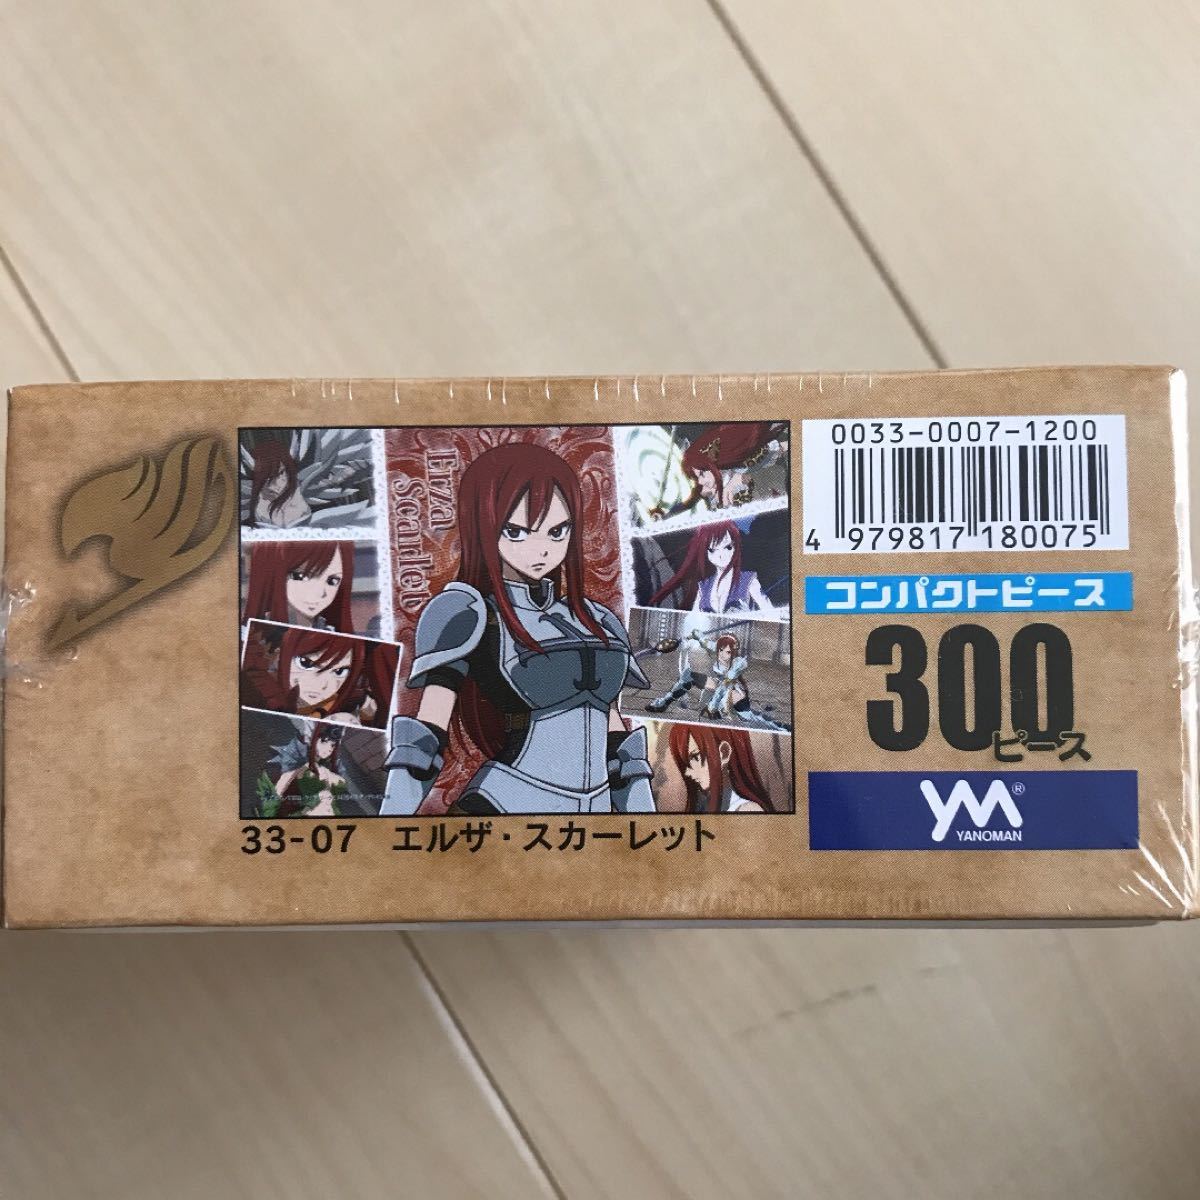 Erza
Scarlet
33-07 エルザ・スカーレット
0033-0007-1200
4 979817 180075
コンパクトピース
300
ピース
YM®
YANOMAN